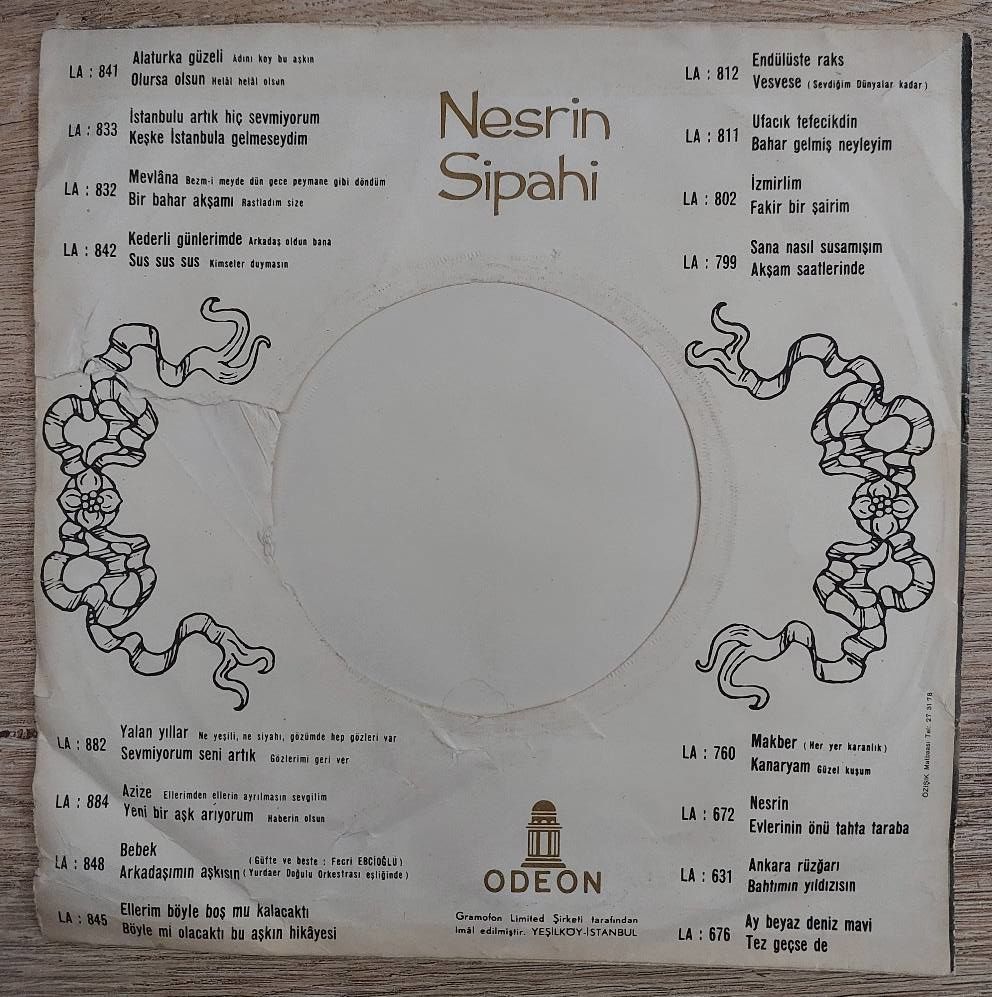 LA : 841 Alaturka güzeli Adını koy bu aşkın
Olursa olsun Helâl helâl olsun
LA : 833 İstanbulu artık hiç sevmiyorum
Keşke İstanbula gelmeseydim
LA : 832 Mevlâna Bezm-i meyde dün gece peymane gibi döndüm
Bir bahar akşamı Rastladım size
LA : 842 Kederli günlerimde Arkadaş oldun bana
Sus sus sus Kimseler duymasın
Nesrin
Sipahi
LA : 812 Endülüste raks
Vesvese (Sevdiğim Dünyalar kadar)
LA : 811 Ufacık tefecikdin
Bahar gelmiş neyleyim
LA : 802 İzmirlim
Fakir bir şairim
LA : 799 Sana nasıl susamışım
Akşam saatlerinde
LA : 882 Yalan yıllar Ne yeşili, ne siyahı, gözümde hep gözleri var
Sevmiyorum seni artık Gözlerimi geri ver
LA : 884 Azize Ellerimden ellerin ayrılmasın sevgilim
Yeni bir aşk arıyorum Haberin olsun
LA : 848 Bebek (Güfte ve beste : Fecri EBCİOĞLU)
Arkadaşımın aşkısın (Yurdaer Doğulu Orkestrası eşliğinde)
LA : 845 Ellerim böyle boş mu kalacaktı
Böyle mi olacaktı bu aşkın hikâyesi
ODEON
Gramofon Limited Şirketi tarafından
İmâl edilmiştir. YEŞİLKÖY-İSTANBUL
LA : 760 Makber (Her yer karanlık)
Kanaryam Güzel kuşum
LA : 672 Nesrin
Evlerinin önü tahta taraba
LA : 631 Ankara rüzğarı
Bahtımın yıldızısın
LA : 676 Ay beyaz deniz mavi
Tez geçse de
ÖZIŞIK Matbaası Tel: 27 31 78